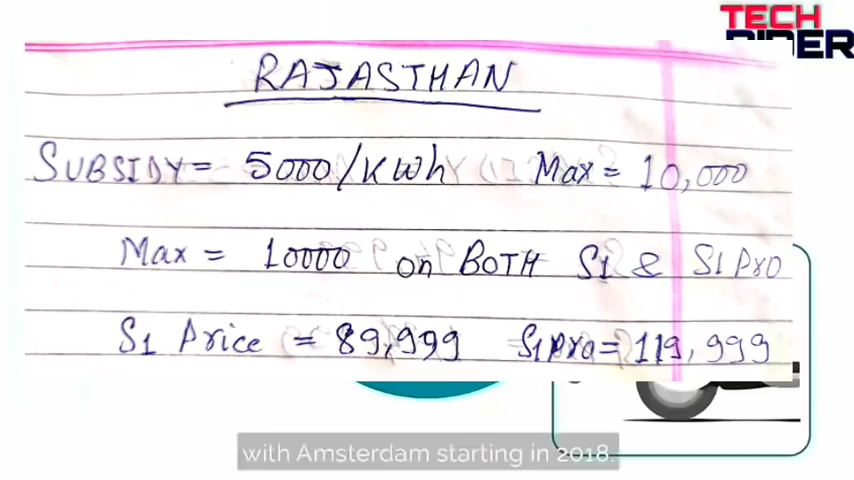 TECH
RIDER
RAJASTHAN
SUBSIDY = 5000/kwh Max = 10,000
Max = 10000 on BOTH S1 & S1 Pro
S1 Price = 89,999 S1 pro = 119,999
with Amsterdam starting in 2018.